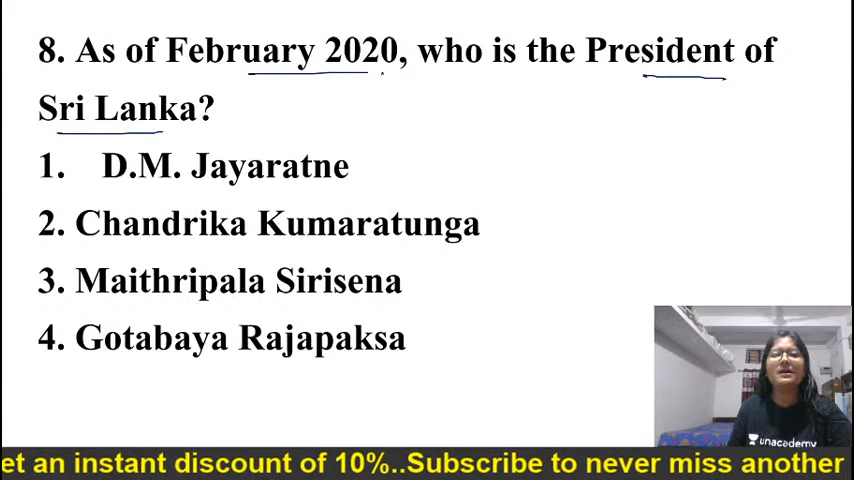 8. As of February 2020, who is the President of
Sri Lanka?
1. D.M. Jayaratne
2. Chandrika Kumaratunga
3. Maithripala Sirisena
4. Gotabaya Rajapaksa
unacademy
et an instant discount of 10%..Subscribe to never miss another